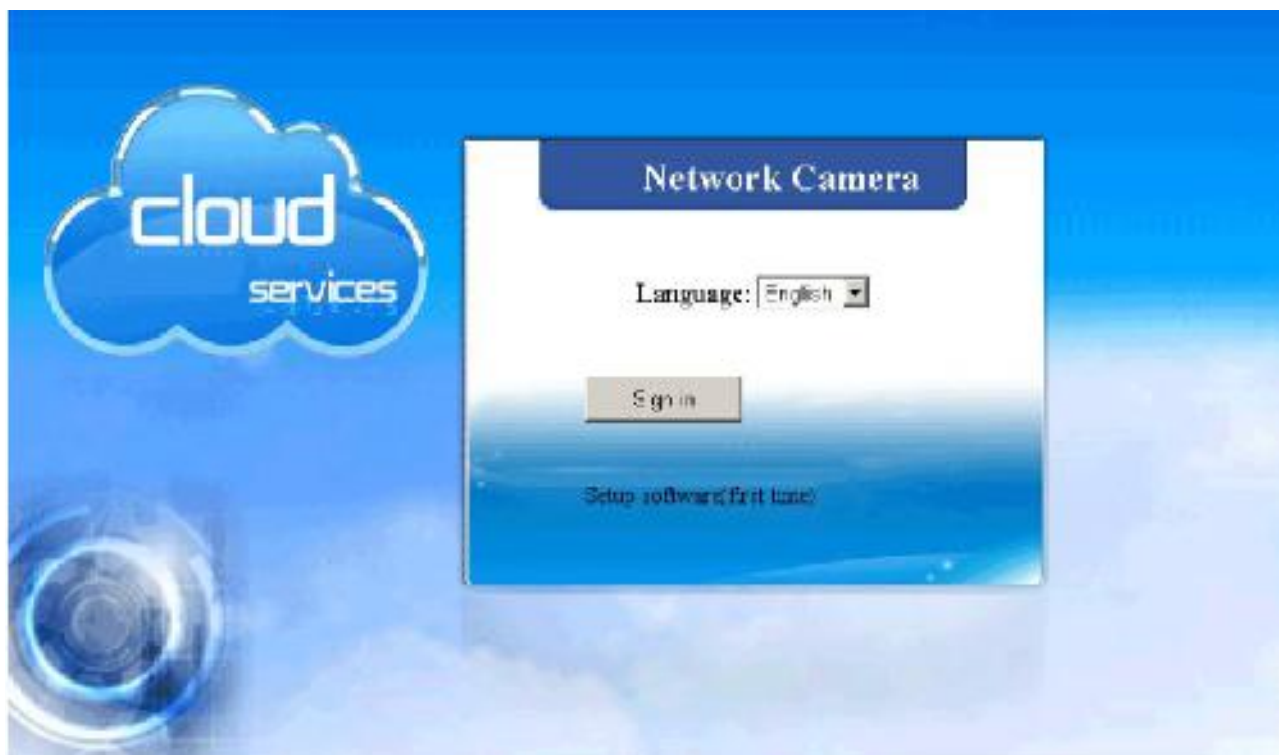 cloud
services
Network Camera
Language: English
Sign in
Setup software(first time)